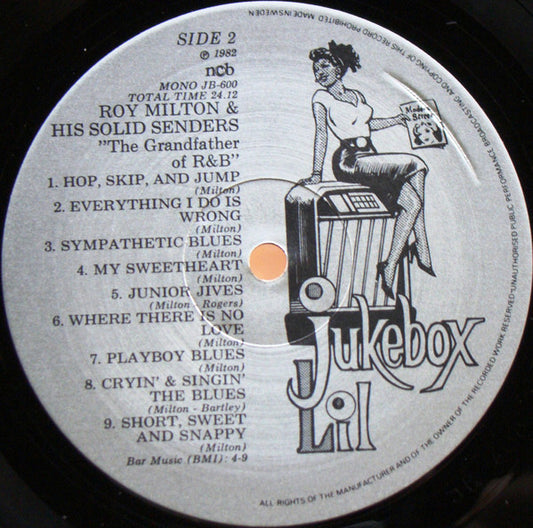 SIDE 2
℗ 1982
ncb
MONO JB-600
TOTAL TIME 24.12
ROY MILTON &
HIS SOLID SENDERS
"The Grandfather
of R&B"
1. HOP, SKIP, AND JUMP
(Milton)
2. EVERYTHING I DO IS
WRONG
(Milton)
3. SYMPATHETIC BLUES
(Milton)
4. MY SWEETHEART
(Milton)
5. JUNIOR JIVES
(Milton - Rogers)
6. WHERE THERE IS NO
LOVE
(Milton)
7. PLAYBOY BLUES
(Milton)
8. CRYIN' & SINGIN'
THE BLUES
(Milton - Bartley)
9. SHORT, SWEET
AND SNAPPY
(Milton)
Bar Music (BMI): 4-9
Jukebox
Lil
ALL RIGHTS OF THE MANUFACTURER AND OF THE OWNER OF THE RECORDED WORK RESERVED "UNAUTHORISED PUBLIC PERFORMANCE BROADCASTING AND COPYING OF THIS RECORD PROHIBITED MADE IN SWEDEN